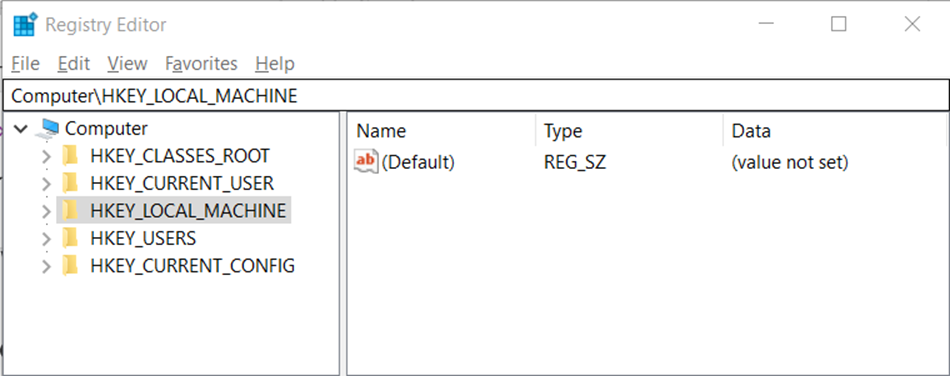 Registry Editor
File Edit View Favorites Help
Computer\HKEY_LOCAL_MACHINE
Computer
HKEY_CLASSES_ROOT
HKEY_CURRENT_USER
HKEY_LOCAL_MACHINE
HKEY_USERS
HKEY_CURRENT_CONFIG
Name Type Data
ab (Default) REG_SZ (value not set)